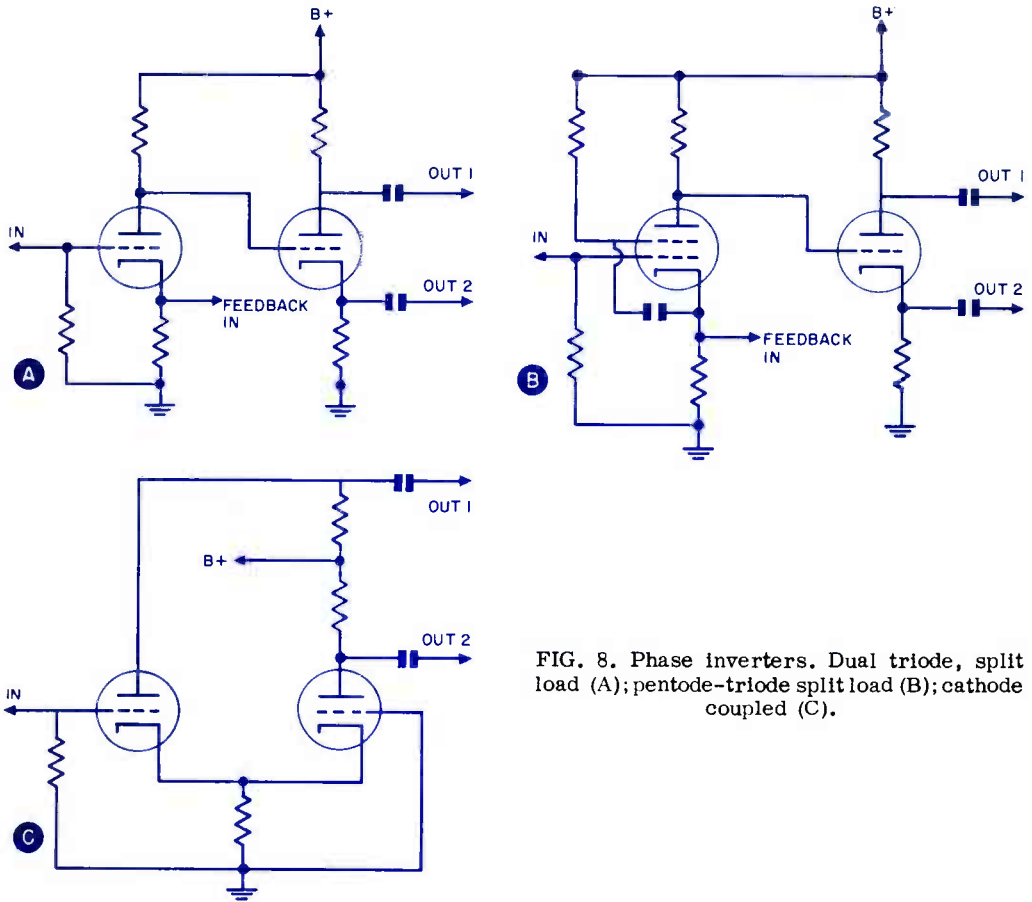 B+
OUT 1
IN
OUT 2
FEEDBACK
IN
A
B+
OUT 1
IN
OUT 2
FEEDBACK
IN
B
OUT 1
B+
OUT 2
IN
C
FIG. 8. Phase inverters. Dual triode, split
load (A); pentode-triode split load (B); cathode
coupled (C).